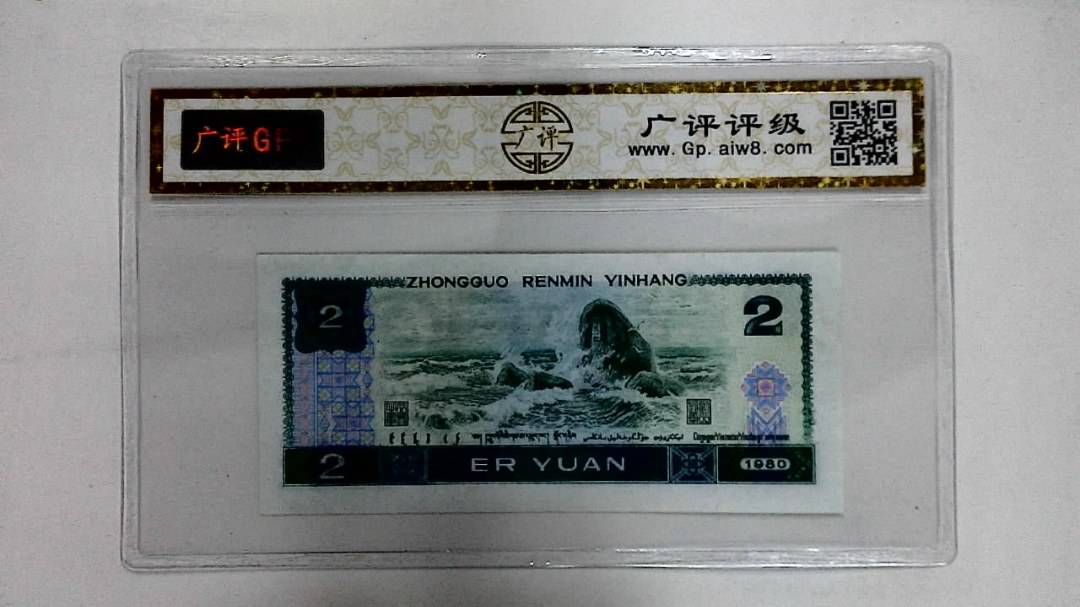 广评G
广评
广评评级
www.Gp.aiw8.com
ZHONGGUO RENMIN YINHANG
2
2
2
ER YUAN
1980